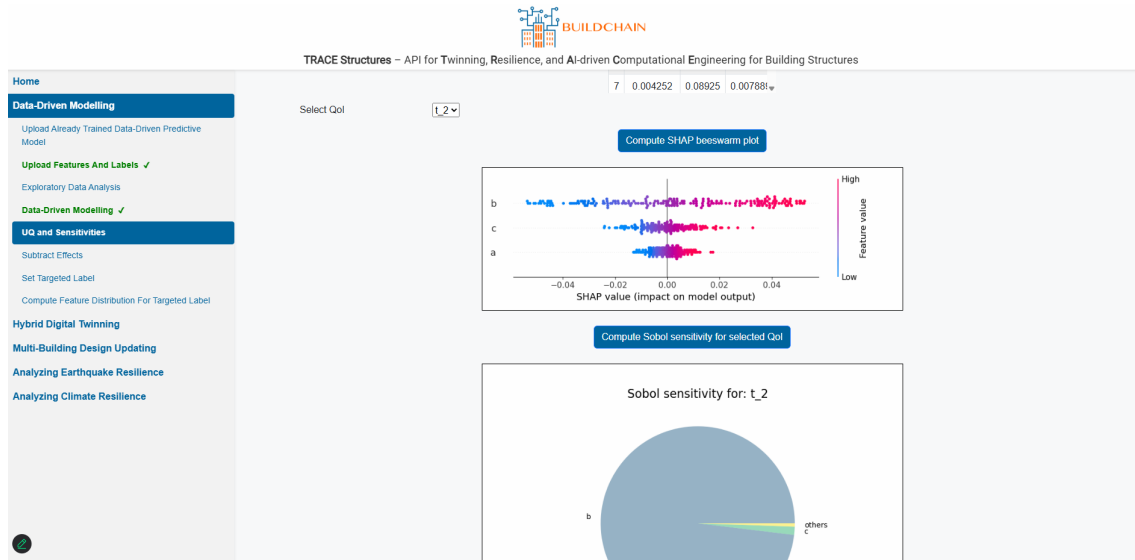 BUILDCHAIN
TRACE Structures – API for Twinning, Resilience, and AI-driven Computational Engineering for Building Structures
Home
Data-Driven Modelling
Upload Already Trained Data-Driven Predictive
Model
Upload Features And Labels ✓
Exploratory Data Analysis
Data-Driven Modelling ✓
UQ and Sensitivities
Subtract Effects
Set Targeted Label
Compute Feature Distribution For Targeted Label
Hybrid Digital Twinning
Multi-Building Design Updating
Analyzing Earthquake Resilience
Analyzing Climate Resilience
7 0.004252 0.08925
Select QoI t_2
Compute SHAP beeswarm plot
High
b
c
a
Feature value
Low
−0.04 −0.02 0.00 0.02 0.04
SHAP value (impact on model output)
Compute Sobol sensitivity for selected QoI
Sobol sensitivity for: t_2
b
others
c